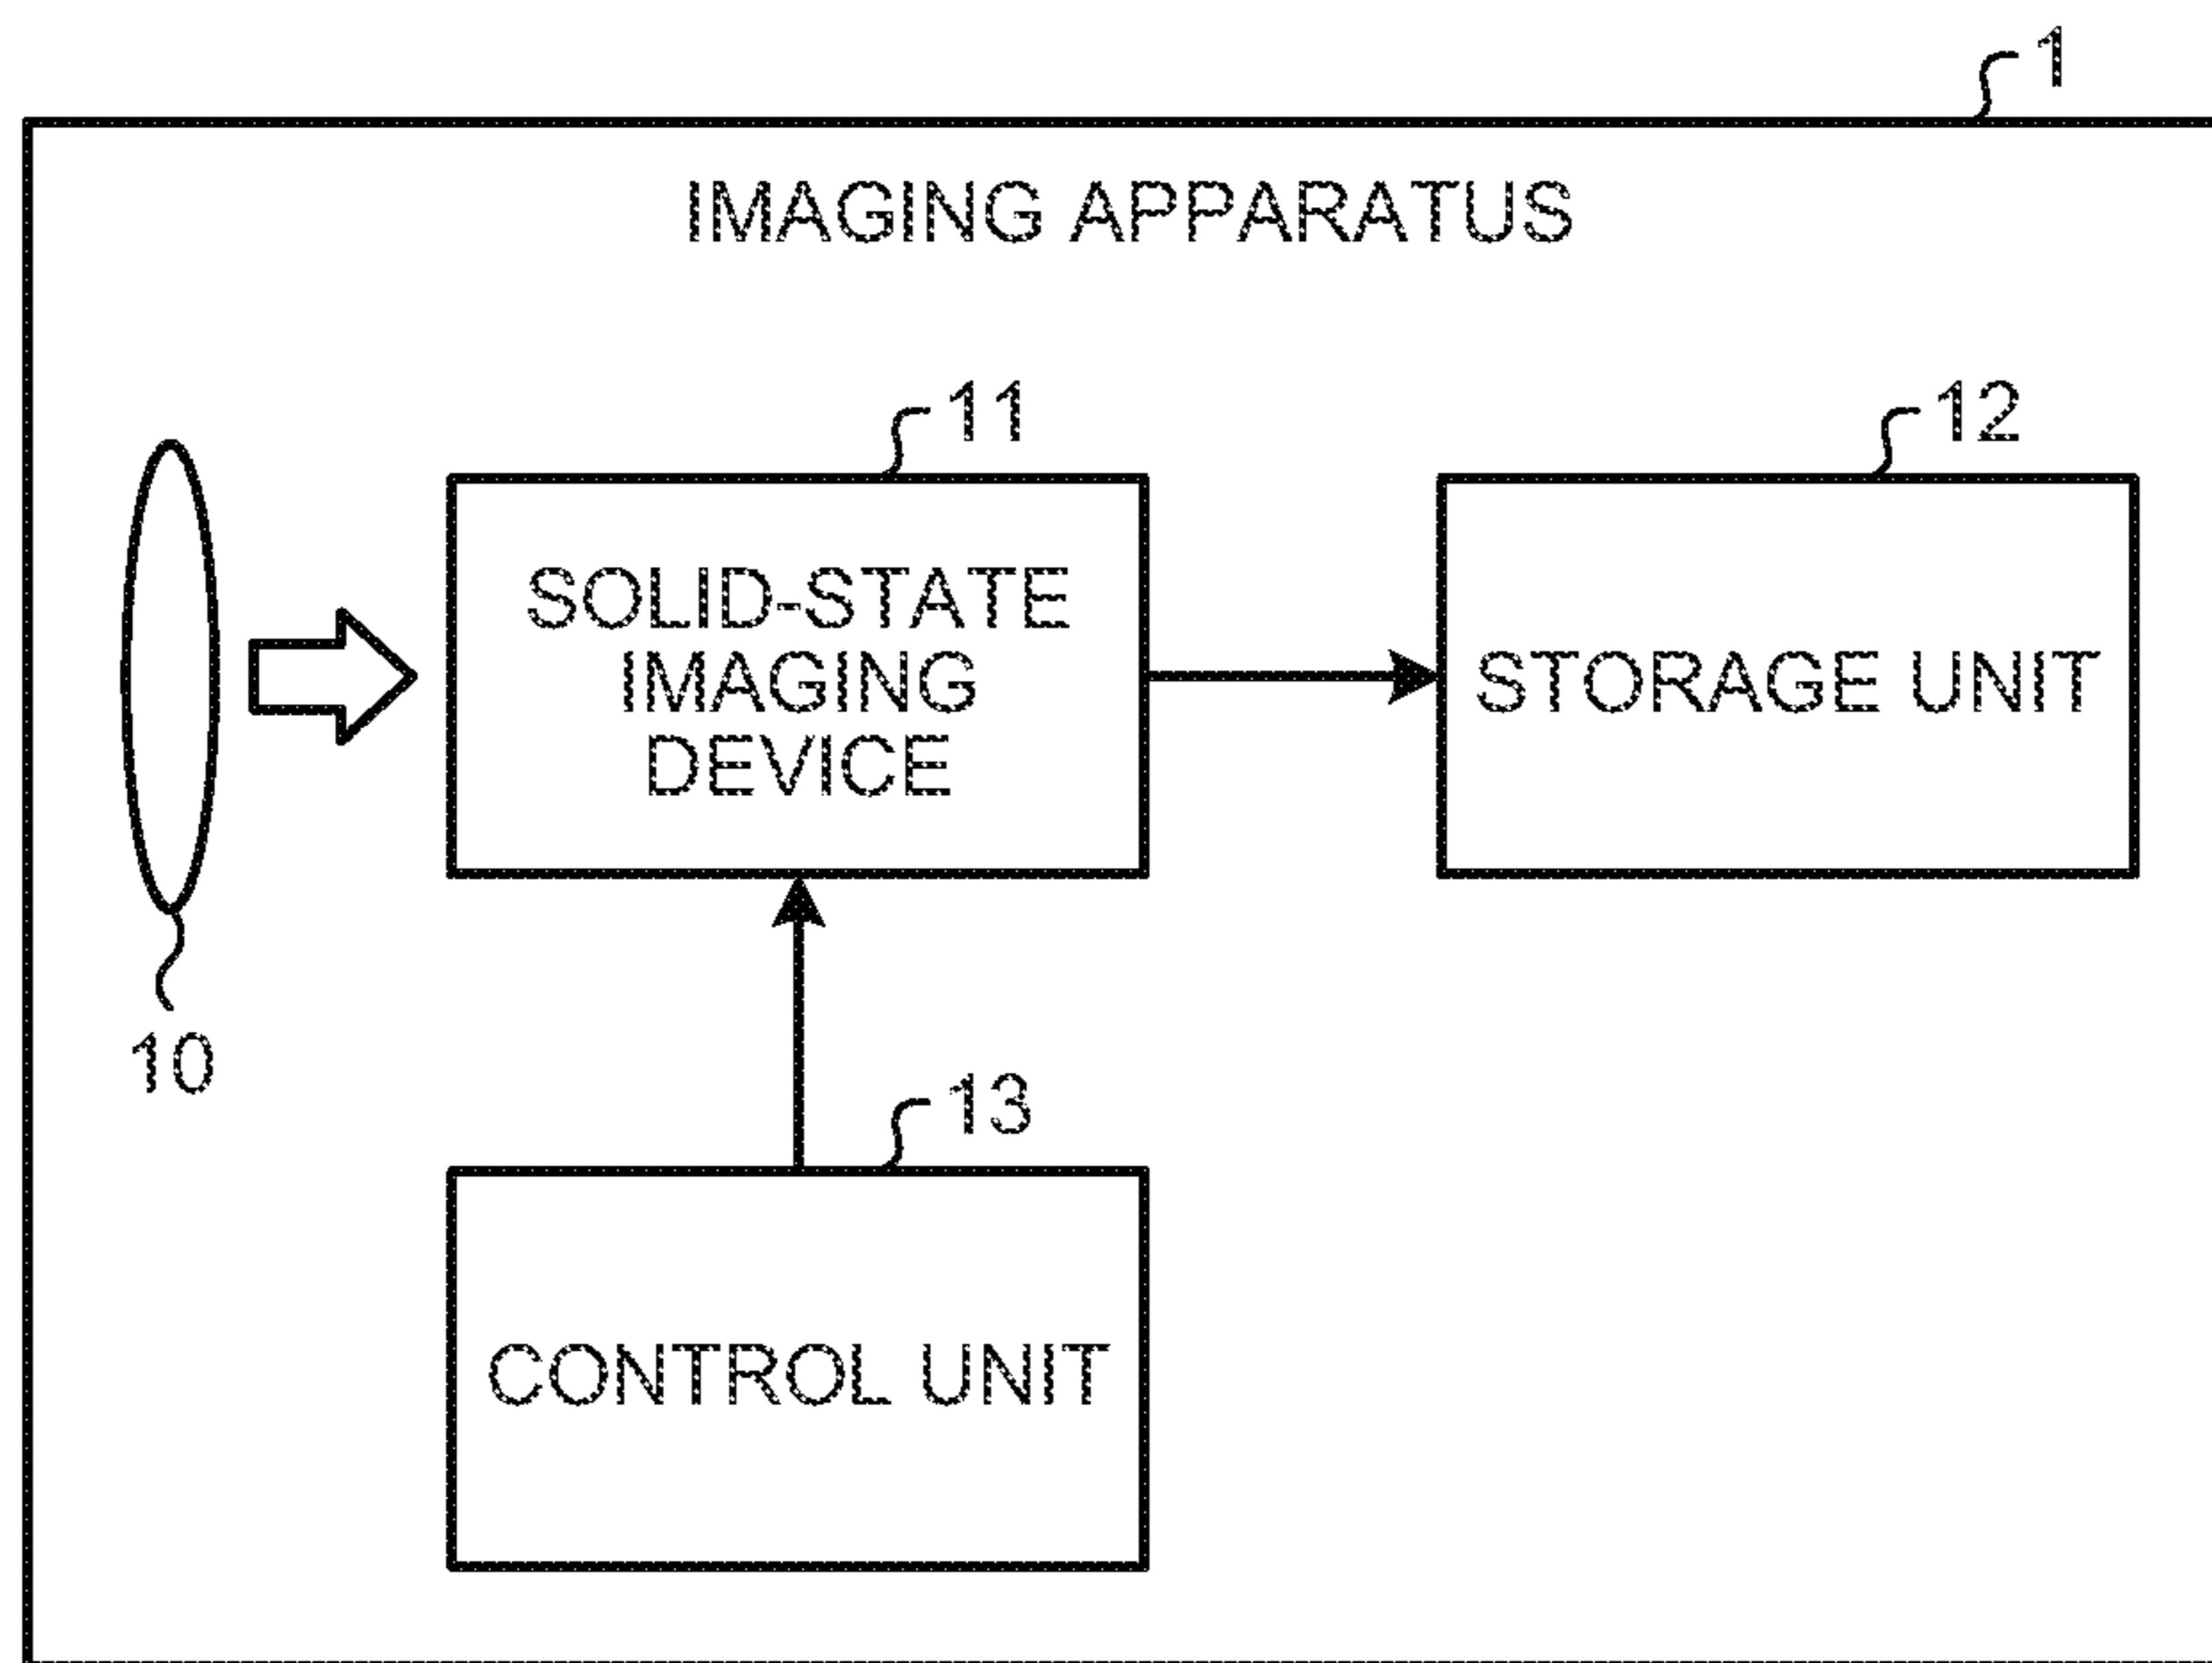 1
IMAGING APPARATUS
11
12
SOLID-STATE
IMAGING
DEVICE
STORAGE UNIT
10
13
CONTROL UNIT